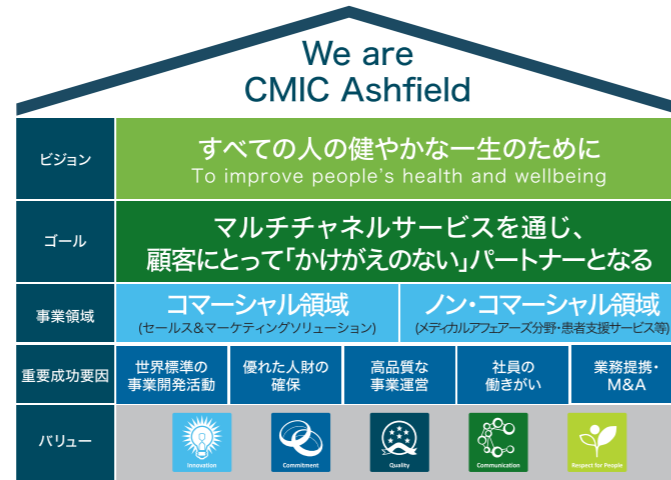 We are
CMIC Ashfield
ビジョン
すべての人の健やかな一生のために
To improve people's health and wellbeing
ゴール
マルチチャネルサービスを通じ、
顧客にとって「かけがえのない」パートナーとなる
事業領域
コマーシャル領域
(セールス&マーケティングソリューション)
ノン・コマーシャル領域
(メディカルアフェアーズ分野・患者支援サービス等)
重要成功要因
世界標準の
事業開発活動
優れた人財の
確保
高品質な
事業運営
社員の
働きがい
業務提携・
M&A
バリュー
Innovation
Commitment
Quality
Communication
Respect for People